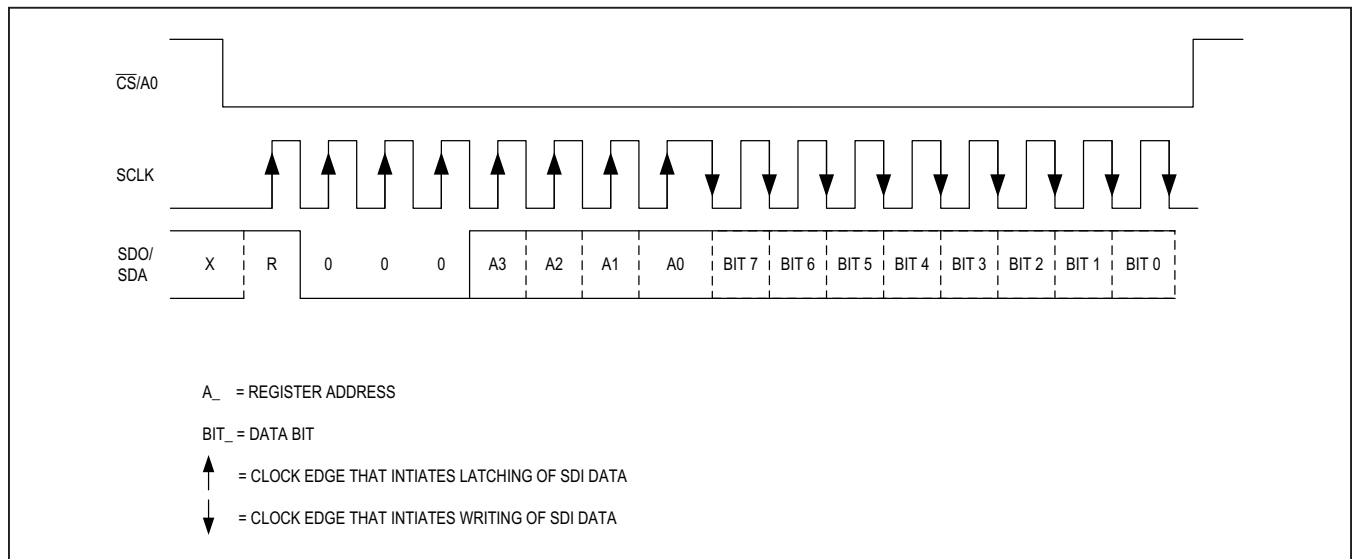 C̅S̅/A0
SCLK
SDO/
SDA
X R 0 0 0 A3 A2 A1 A0 BIT 7 BIT 6 BIT 5 BIT 4 BIT 3 BIT 2 BIT 1 BIT 0
A_ = REGISTER ADDRESS
BIT_ = DATA BIT
= CLOCK EDGE THAT INTIATES LATCHING OF SDI DATA
= CLOCK EDGE THAT INTIATES WRITING OF SDI DATA